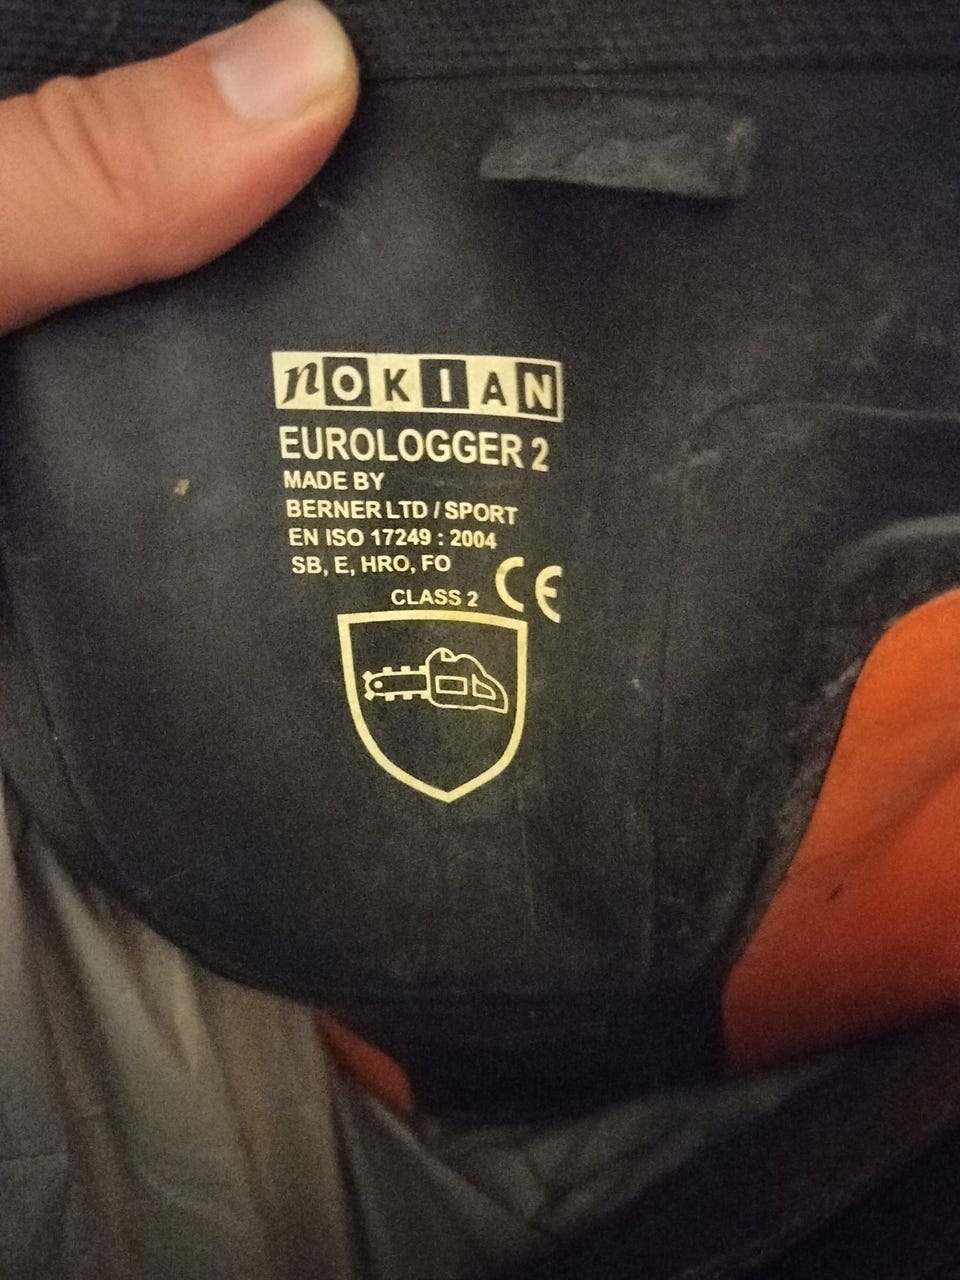 nOKIAN
EUROLOGGER 2
MADE BY
BERNER LTD / SPORT
EN ISO 17249 : 2004
SB, E, HRO, FO
CE
CLASS 2